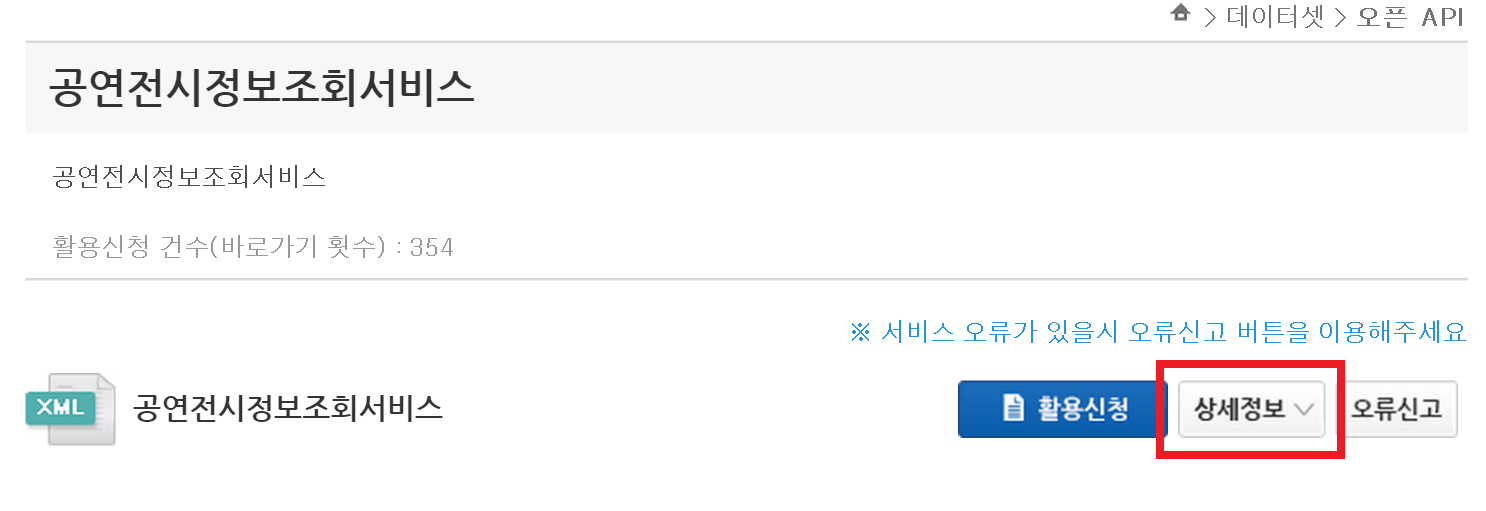 > 데이터셋 > 오픈 API
공연전시정보조회서비스
공연전시정보조회서비스
활용신청 건수(바로가기 횟수) : 354
※ 서비스 오류가 있을시 오류신고 버튼을 이용해주세요
XML 공연전시정보조회서비스 활용신청 상세정보 오류신고